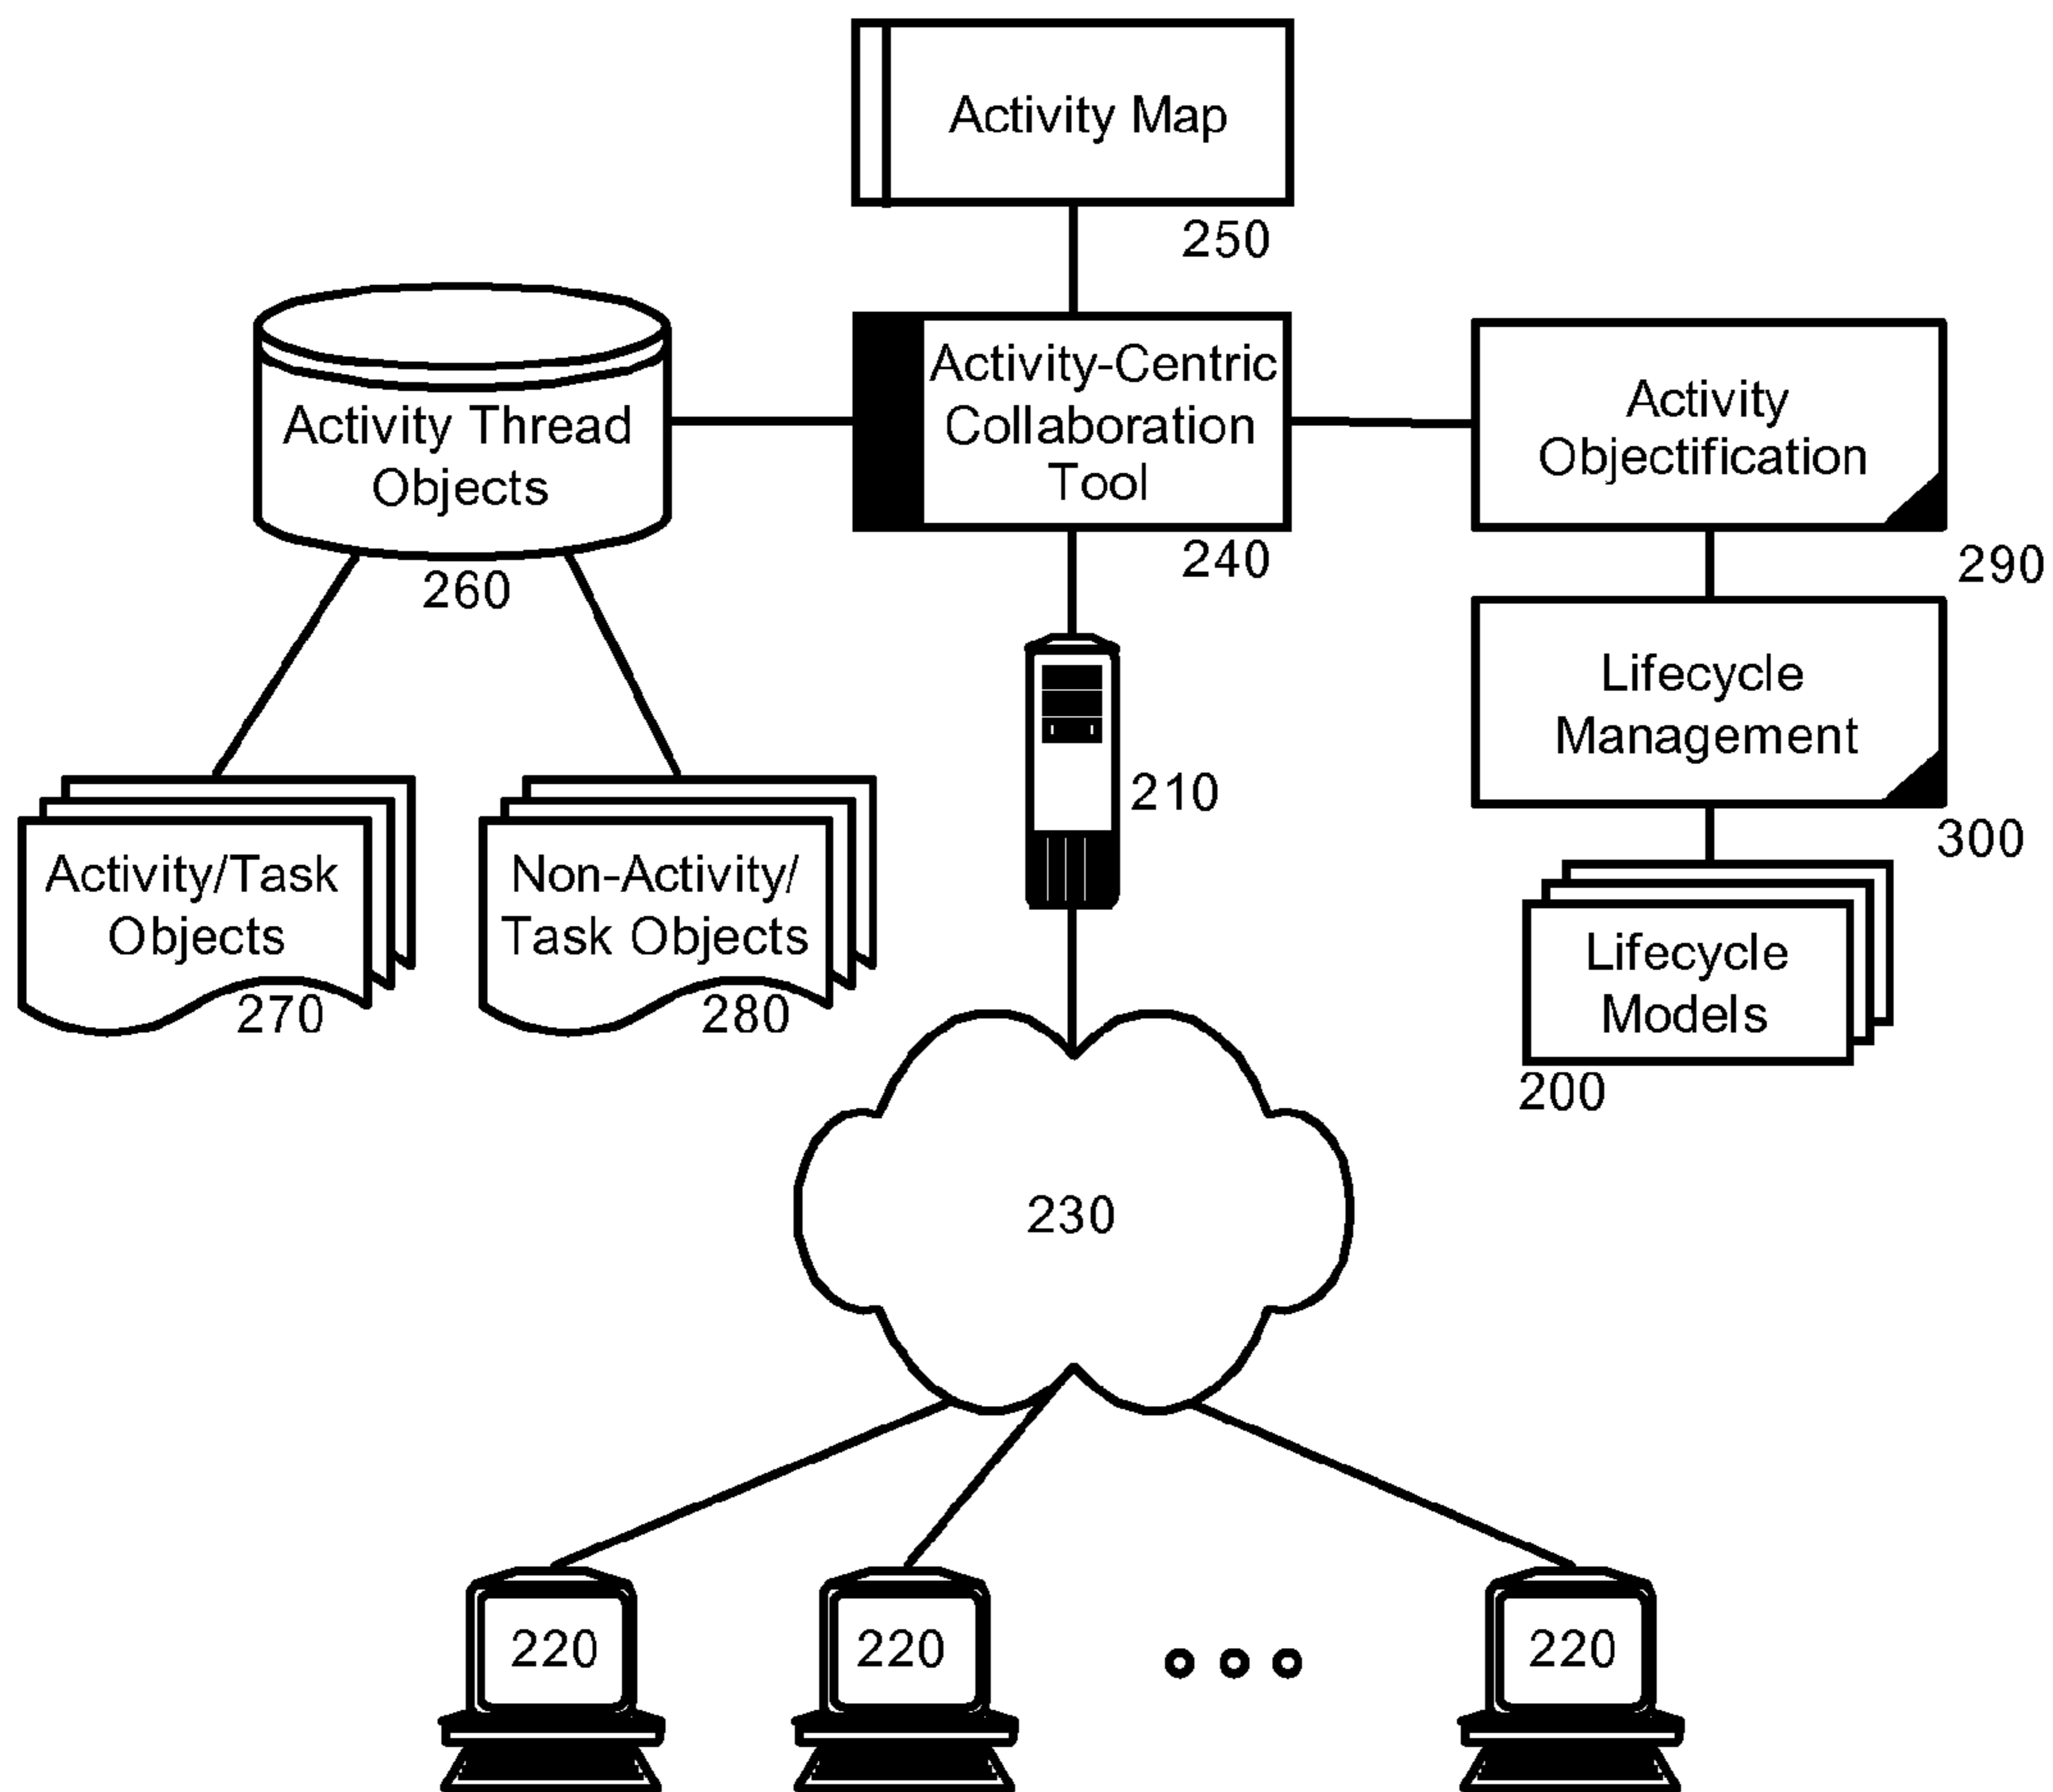 Activity Map
250
Activity Thread
Objects
260
Activity-Centric
Collaboration
Tool
240
Activity
Objectification
290
Lifecycle
Management
300
210
Activity/Task
Objects
270
Non-Activity/
Task Objects
280
Lifecycle
Models
200
230
220
220
220